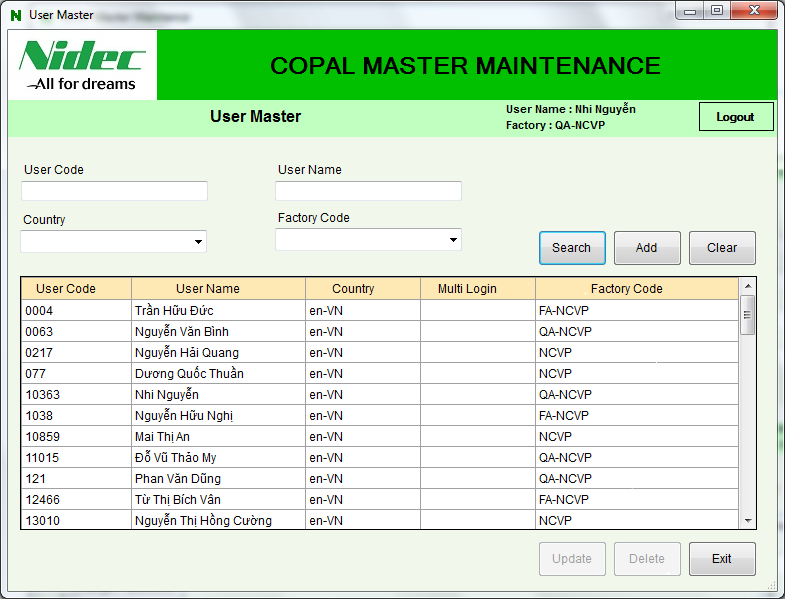 User Master
Nidec
All for dreams
COPAL MASTER MAINTENANCE
User Master
User Name : Nhi Nguyễn
Factory : QA-NCVP
Logout
User Code
User Name
Country
Factory Code
Search Add Clear
User Code User Name Country Multi Login Factory Code
0004 Trần Hữu Đức en-VN FA-NCVP
0063 Nguyễn Văn Bình en-VN QA-NCVP
0217 Nguyễn Hải Quang en-VN NCVP
077 Dương Quốc Thuần en-VN NCVP
10363 Nhi Nguyễn en-VN QA-NCVP
1038 Nguyễn Hữu Nghị en-VN FA-NCVP
10859 Mai Thị An en-VN NCVP
11015 Đỗ Vũ Thảo My en-VN QA-NCVP
121 Phan Văn Dũng en-VN QA-NCVP
12466 Từ Thị Bích Vân en-VN FA-NCVP
13010 Nguyễn Thị Hồng Cường en-VN NCVP
Update Delete Exit